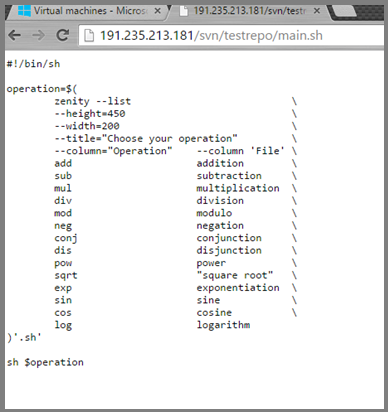 Virtual machines - Micros
191.235.213.181/svn/testr
191.235.213.181/svn/testrepo/main.sh
#!/bin/sh
operation=$(
zenity --list \
--height=450 \
--width=200 \
--title="Choose your operation" \
--column="Operation" --column 'File' \
add addition \
sub subtraction \
mul multiplication \
div division \
mod modulo \
neg negation \
conj conjunction \
dis disjunction \
pow power \
sqrt "square root" \
exp exponentiation \
sin sine \
cos cosine \
log logarithm
)'.sh'
sh $operation